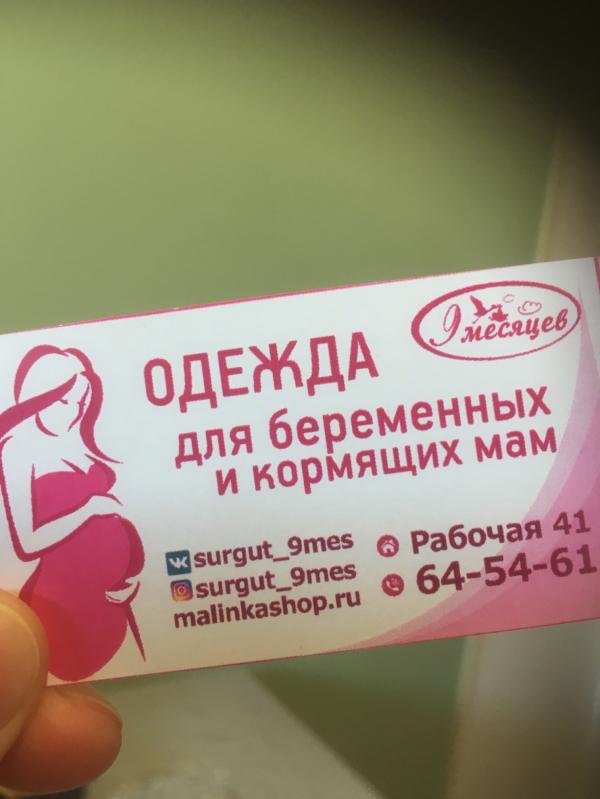 9 месяцев
ОДЕЖДА
для беременных
и кормящих мам
surgut_9mes
surgut_9mes
malinkashop.ru
Рабочая 41
64-54-61